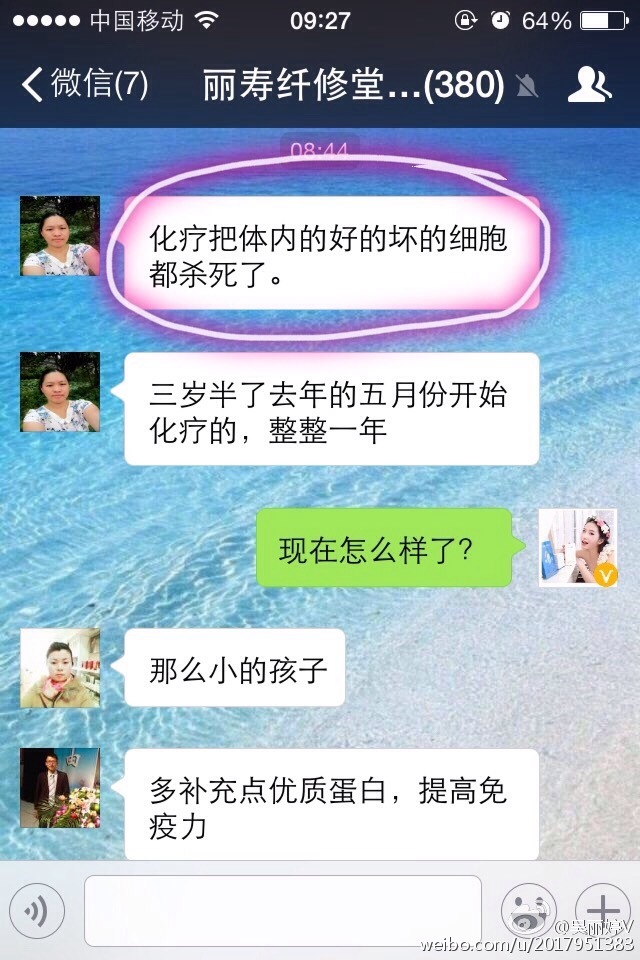 中国移动
09:27
64%
微信(7)
丽寿纤修堂...(380)
08:44
化疗把体内的好的坏的细胞
都杀死了。
三岁半了去年的五月份开始
化疗的，整整一年
现在怎么样了？
那么小的孩子
多补充点优质蛋白，提高免
疫力
weibo.com/u/2017951383